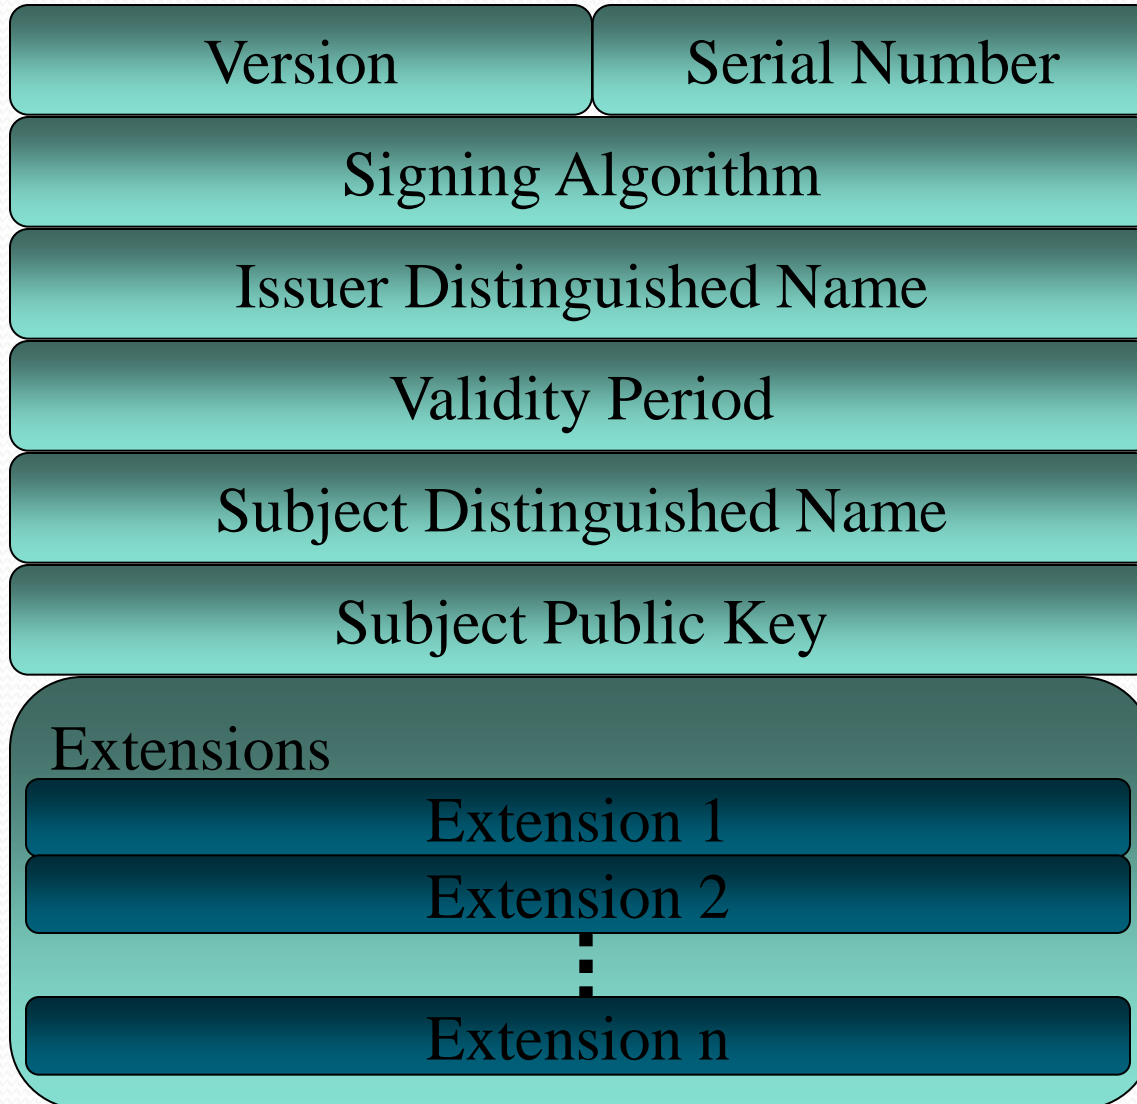 Version Serial Number
Signing Algorithm
Issuer Distinguished Name
Validity Period
Subject Distinguished Name
Subject Public Key
Extensions
Extension 1
Extension 2
Extension n